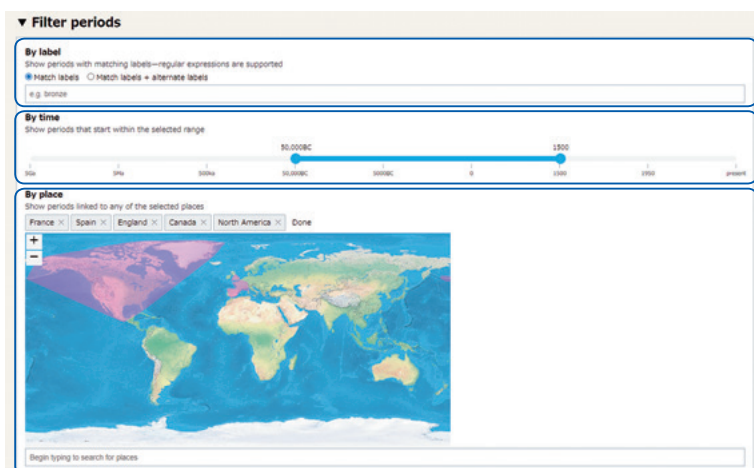 ▼ Filter periods
By label
Show periods with matching labels—regular expressions are supported
Match labels Match labels + alternate labels
e.g. bronze
By time
Show periods that start within the selected range
50,000BC 1500
3Ga 5Ma 500ka 50,000BC 5000BC 0 1500 1950 present
By place
Show periods linked to any of the selected places
France × Spain × England × Canada × North America × Done
+
−
Begin typing to search for places